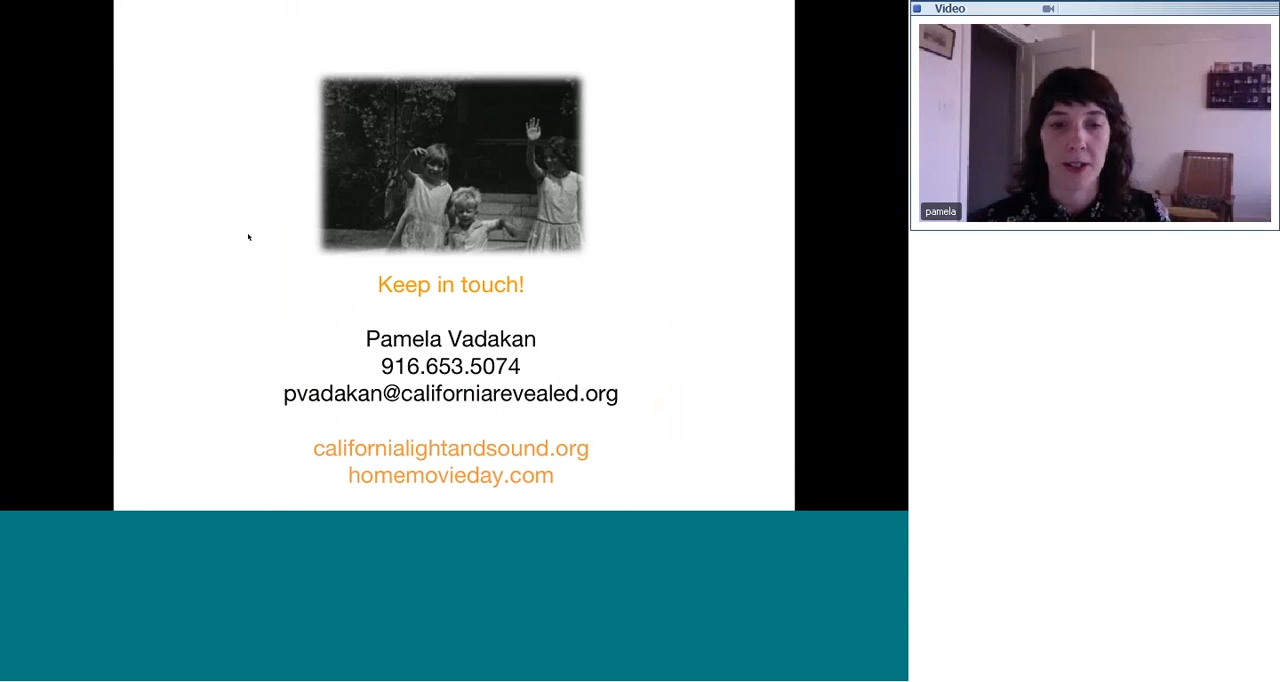 Keep in touch!
Pamela Vadakan
916.653.5074
pvadakan@californiarevealed.org
californialightandsound.org
homemovieday.com
Video
pamela